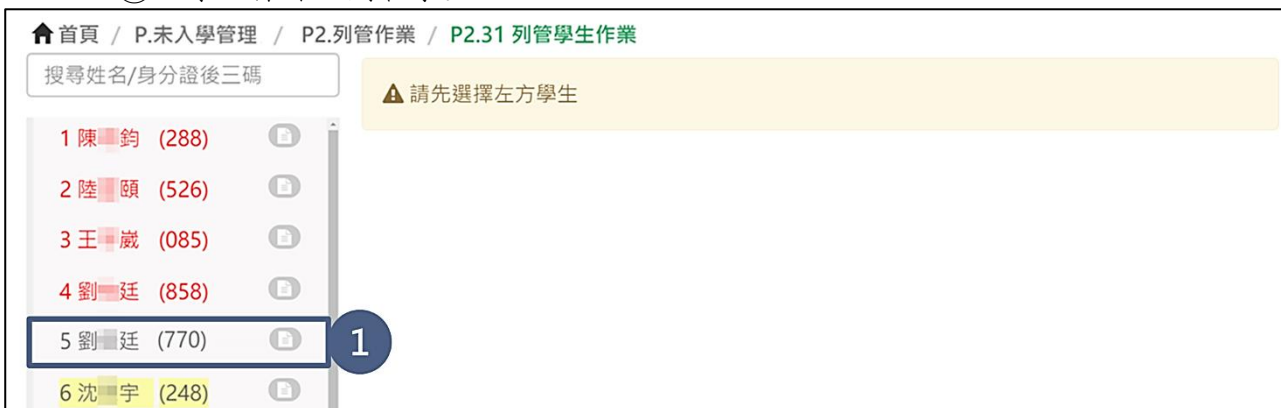 首頁 / P.未入學管理 / P2.列管作業 / P2.31 列管學生作業
搜尋姓名/身分證後三碼
請先選擇左方學生
1 陳 鈞 (288)
2 陸 頤 (526)
3 王 崴 (085)
4 劉 廷 (858)
5 劉 廷 (770)
1
6 沈 宇 (248)